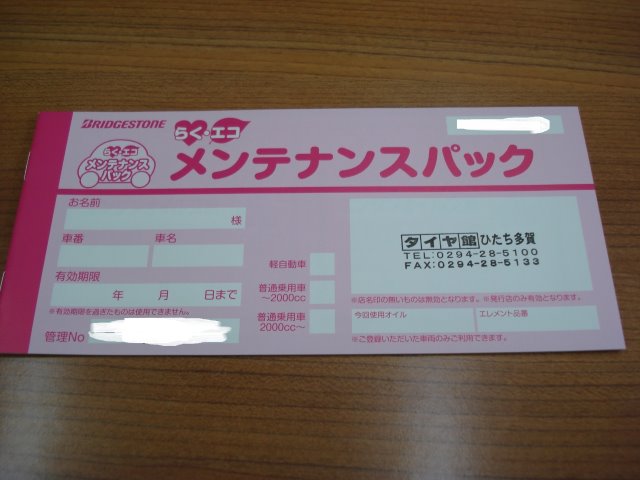 BRIDGESTONE
らく・エコ
メンテナンスパック
らく・エコ
メンテナンス
パック
お名前
様
車番
車名
有効期限
年 月 日まで
※有効期限を過ぎたものは使用できません。
管理No
軽自動車
普通乗用車
~2000cc
普通乗用車
2000cc~
タイヤ館 ひたち多賀
TEL:0294-28-5100
FAX:0294-28-5133
※店名印の無いものは無効となります。※発行店のみ有効となります。
今回使用オイル
エレメント品番
※ご登録いただいた車両のみご利用できます。